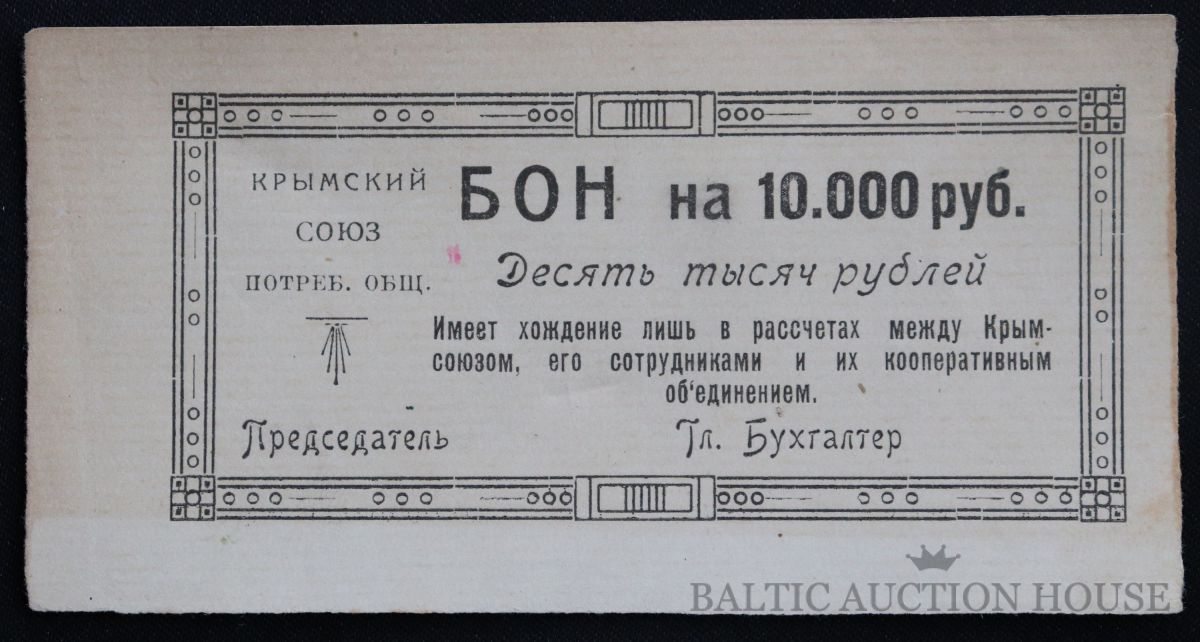 КРЫМСКИЙ
СОЮЗ
ПОТРЕБ. ОБЩ.
БОН на 10.000 руб.
Десять тысяч рублей
Имеет хождение лишь в рассчетах между Крым-
союзом, его сотрудниками и их кооперативным
об'единением.
Председатель
Гл. Бухгалтер
BALTIC AUCTION HOUSE